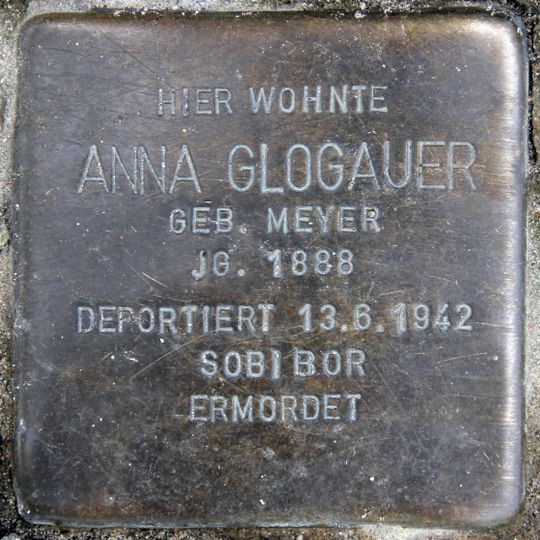 HIER WOHNTE
ANNA GLOGAUER
GEB. MEYER
JG. 1888
DEPORTIERT 13.6.1942
SOBIBOR
ERMORDET